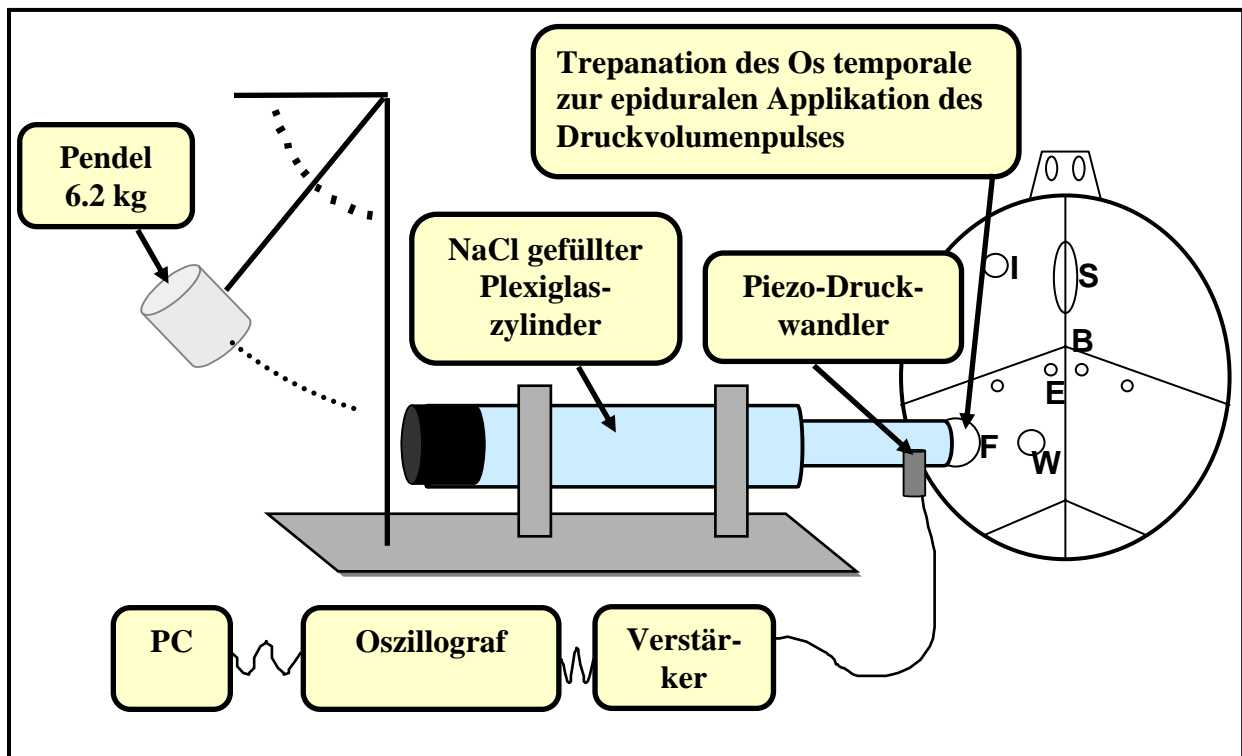 Trepanation des Os temporale
zur epiduralen Applikation des
Druckvolumenpulses
Pendel
6.2 kg
NaCl gefüllter
Plexiglas-
zylinder
Piezo-Druck-
wandler
I
S
B
E
F
W
PC
Oszillograf
Verstär-
ker